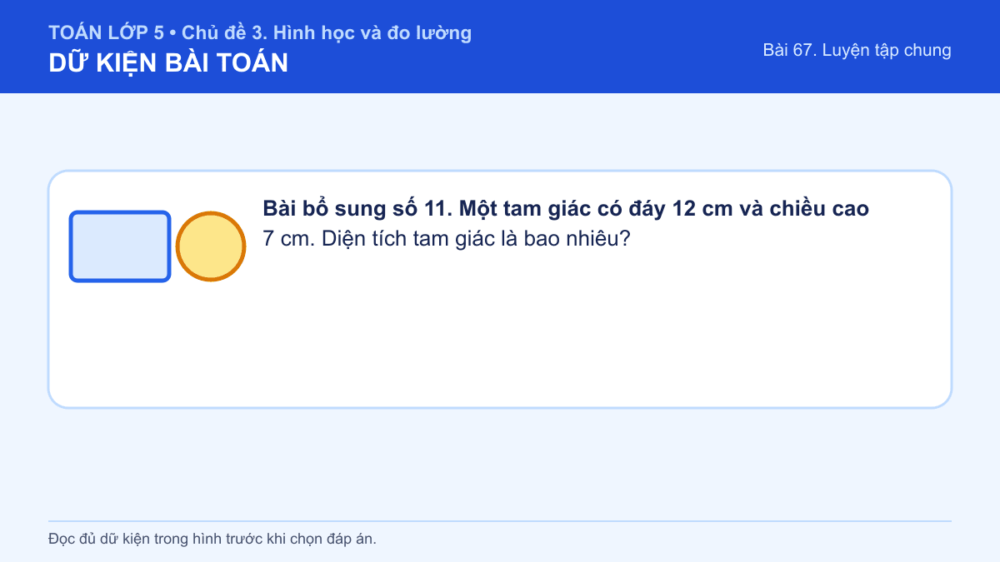 TOÁN LỚP 5 • Chủ đề 3. Hình học và đo lường
DỮ KIỆN BÀI TOÁN
Bài 67. Luyện tập chung
Bài bổ sung số 11. Một tam giác có đáy 12 cm và chiều cao
7 cm. Diện tích tam giác là bao nhiêu?
Đọc đủ dữ kiện trong hình trước khi chọn đáp án.